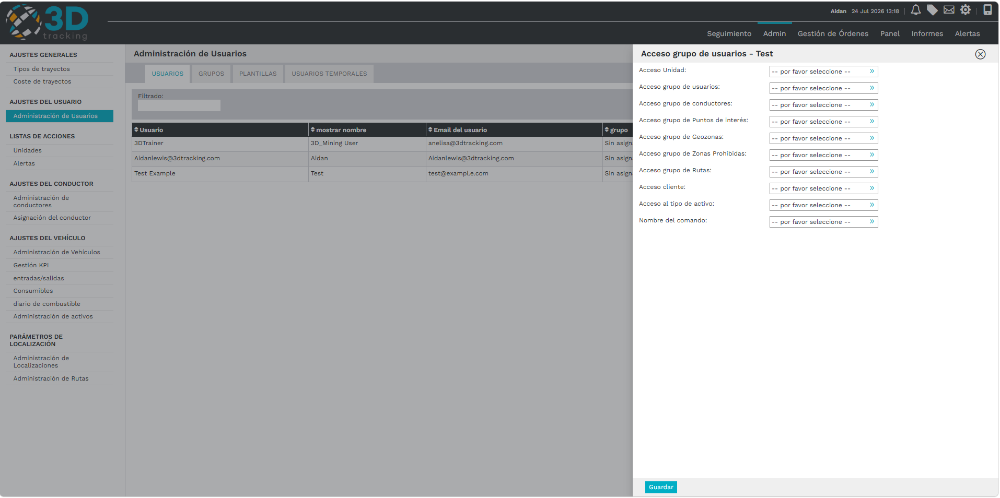 3D
tracking
Aidan 24 Jul 2026 13:18
Seguimiento Admin Gestión de Órdenes Panel Informes Alertas
AJUSTES GENERALES
Tipos de trayectos
Coste de trayectos
AJUSTES DEL USUARIO
Administración de Usuarios
LISTAS DE ACCIONES
Unidades
Alertas
AJUSTES DEL CONDUCTOR
Administración de
conductores
Asignación del conductor
AJUSTES DEL VEHÍCULO
Administración de Vehículos
Gestión KPI
entradas/salidas
Consumibles
diario de combustible
Administración de activos
PARÁMETROS DE
LOCALIZACIÓN
Administración de
Localizaciones
Administración de Rutas
Administración de Usuarios
USUARIOS GRUPOS PLANTILLAS USUARIOS TEMPORALES
Filtrado:
Usuario mostrar nombre Email del usuario grupo
3DTrainer 3D_Mining User anelisa@3dtracking.com Sin asign
Aidanlewis@3dtracking.com Aidan Aidanlewis@3dtracking.com Sin asign
Test Example Test test@exampl.e.com Sin asign
Acceso grupo de usuarios - Test
Acceso Unidad: -- por favor seleccione -- »
Acceso grupo de usuarios: -- por favor seleccione -- »
Acceso grupo de conductores: -- por favor seleccione -- »
Acceso grupo de Puntos de interés: -- por favor seleccione -- »
Acceso grupo de Geozonas: -- por favor seleccione -- »
Acceso grupo de Zonas Prohibidas: -- por favor seleccione -- »
Acceso grupo de Rutas: -- por favor seleccione -- »
Acceso cliente: -- por favor seleccione -- »
Acceso al tipo de activo: -- por favor seleccione -- »
Nombre del comando: -- por favor seleccione -- »
Guardar